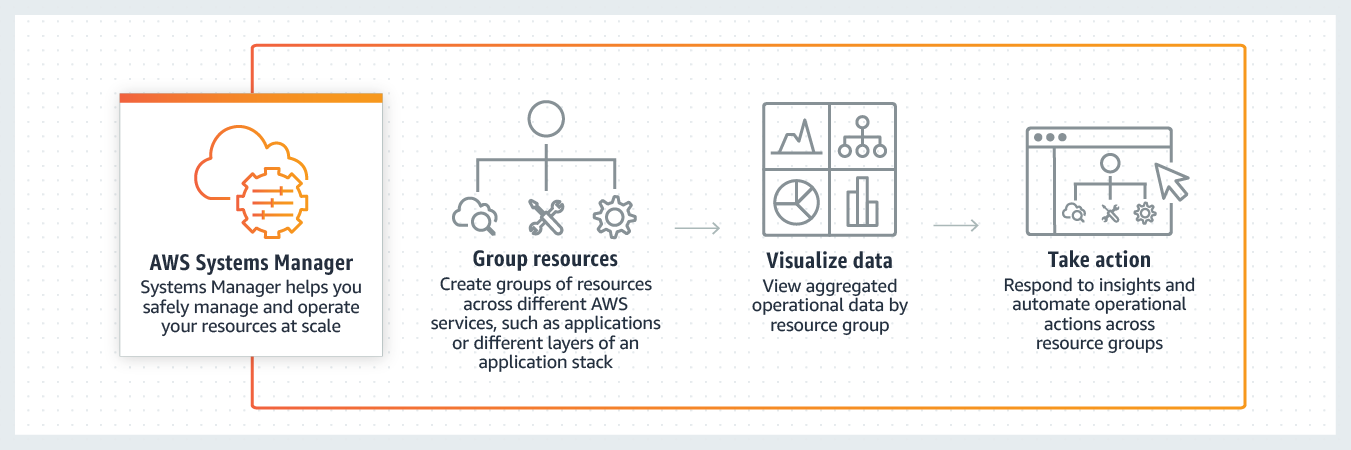 AWS Systems Manager
Systems Manager helps you
safely manage and operate
your resources at scale
Group resources
Create groups of resources
across different AWS
services, such as applications
or different layers of an
application stack
Visualize data
View aggregated
operational data by
resource group
Take action
Respond to insights and
automate operational
actions across
resource groups